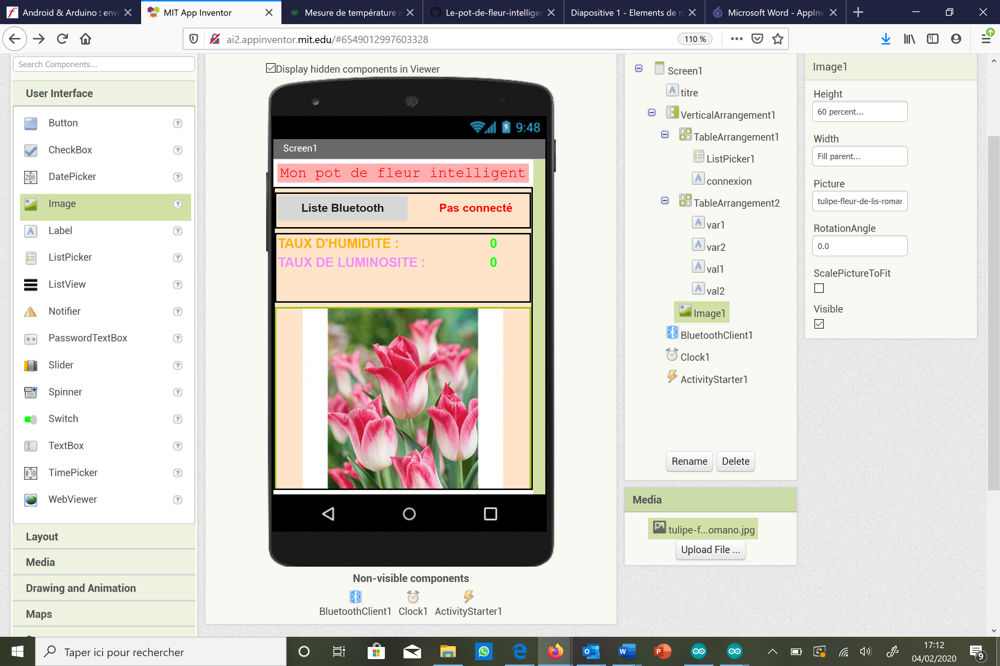 Android & Arduino : envo
MIT App Inventor
Mesure de température a
Le-pot-de-fleur-intelliger
Diapositive 1 - Elements de ro
Microsoft Word - AppInv
ai2.appinventor.mit.edu/#6549012997603328
110 %
Search Components...
User Interface
Button
CheckBox
DatePicker
Image
Label
ListPicker
ListView
Notifier
PasswordTextBox
Slider
Spinner
Switch
TextBox
TimePicker
WebViewer
Layout
Media
Drawing and Animation
Maps
Display hidden components in Viewer
9:48
Screen1
Mon pot de fleur intelligent
Liste Bluetooth Pas connecté
TAUX D'HUMIDITE : 0
TAUX DE LUMINOSITE : 0
Non-visible components
BluetoothClient1 Clock1 ActivityStarter1
Screen1
titre
VerticalArrangement1
TableArrangement1
ListPicker1
connexion
TableArrangement2
var1
var2
val1
val2
Image1
BluetoothClient1
Clock1
ActivityStarter1
Rename Delete
Media
tulipe-f...omano.jpg
Upload File ...
Image1
Height
60 percent...
Width
Fill parent...
Picture
tulipe-fleur-de-lis-romar
RotationAngle
0.0
ScalePictureToFit
Visible
Taper ici pour rechercher
17:12
04/02/2020
9